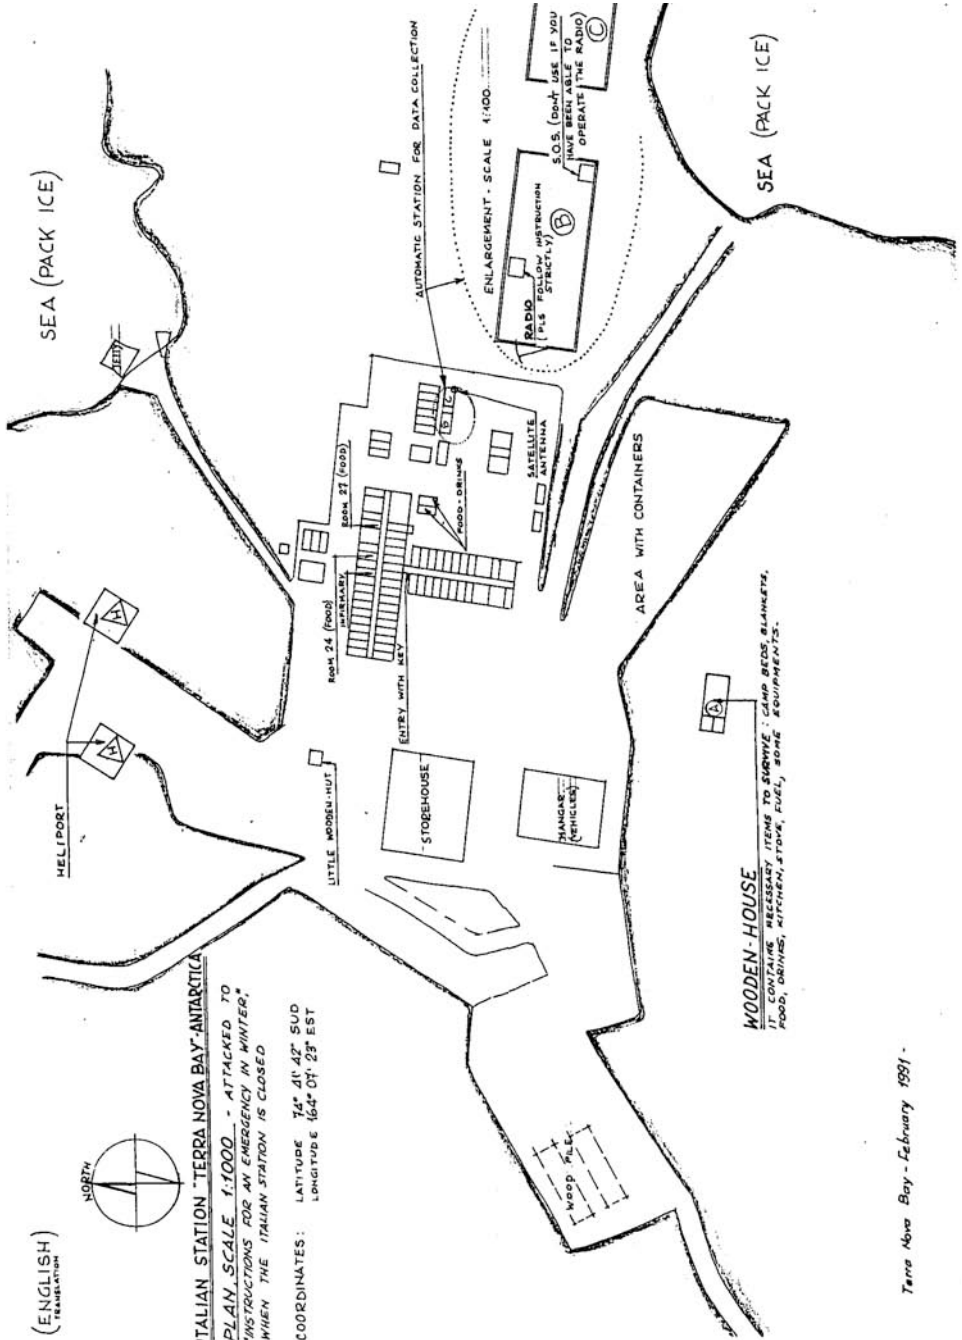 (ENGLISH)
TRANSLATION
NORTH
ITALIAN STATION "TERRA NOVA BAY"-ANTARCTICA
PLAN SCALE 1:1000 - ATTACKED TO
"INSTRUCTIONS FOR AN EMERGENCY IN WINTER,"
WHEN THE ITALIAN STATION IS CLOSED
COORDINATES: LATITUDE 74° 41' 42" SUD
LONGITUDE 164° 07' 23" EST
HELIPORT
H
H
SEA (PACK ICE)
JETTY
LITTLE WOODEN-HUT
STOREHOUSE
HANGAR
(VEHICLES)
ROOM 24 (FOOD)
INFIRMARY
ROOM 27 (FOOD)
ENTRY WITH KEY
FOOD-DRINKS
D
C
SATELLITE
ANTENNA
AUTOMATIC STATION FOR DATA COLLECTION
ENLARGEMENT - SCALE 1:100
RADIO
(PLS FOLLOW INSTRUCTION
STRICTLY)
B
S.O.S. (DON'T USE IF YOU
HAVE BEEN ABLE TO
OPERATE THE RADIO)
C
SEA (PACK ICE)
AREA WITH CONTAINERS
WOOD PILE
A
WOODEN-HOUSE
IT CONTAINS NECESSARY ITEMS TO SURVIVE: CAMP BEDS, BLANKETS,
FOOD, DRINKS, KITCHEN, STOVE, FUEL, SOME EQUIPMENTS.
Terra Nova Bay - February 1991 -